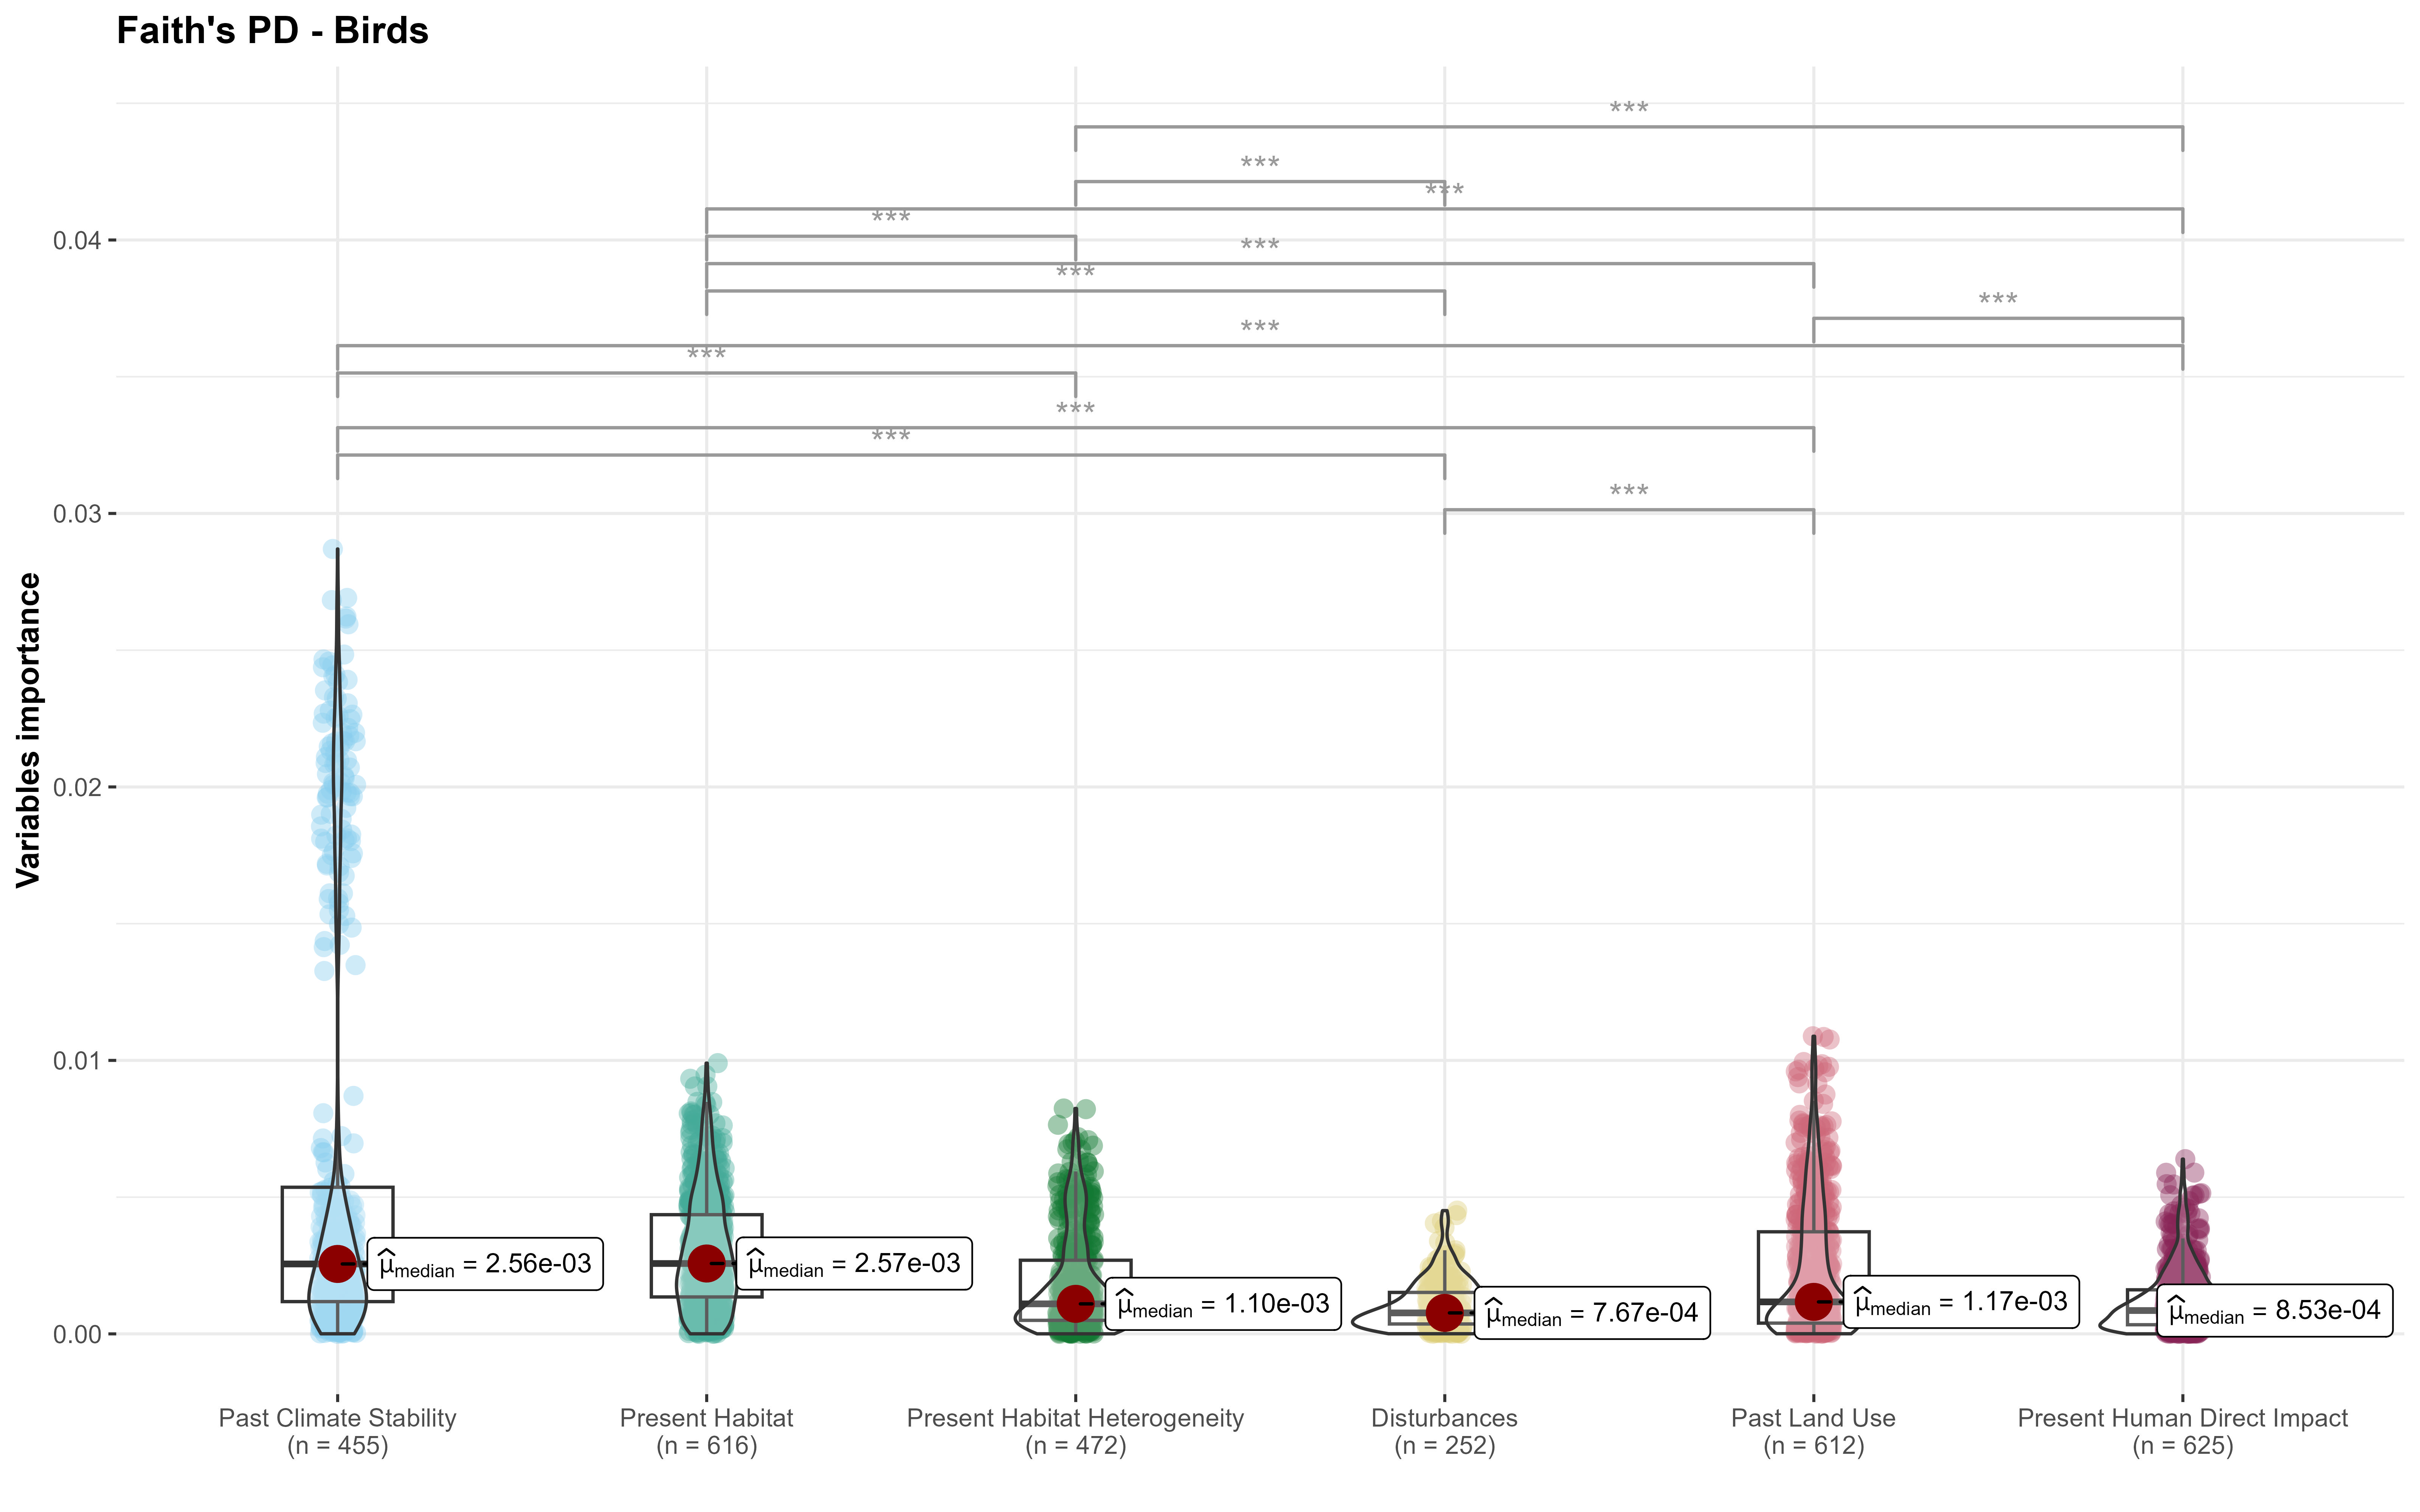 Faith's PD - Birds
***
***
***
***
***
***
***
***
***
***
***
***
Variables importance
0.04
0.03
0.02
0.01
0.00
μ̂median = 2.56e-03
μ̂median = 2.57e-03
μ̂median = 1.10e-03
μ̂median = 7.67e-04
μ̂median = 1.17e-03
μ̂median = 8.53e-04
Past Climate Stability
(n = 455)
Present Habitat
(n = 616)
Present Habitat Heterogeneity
(n = 472)
Disturbances
(n = 252)
Past Land Use
(n = 612)
Present Human Direct Impact
(n = 625)